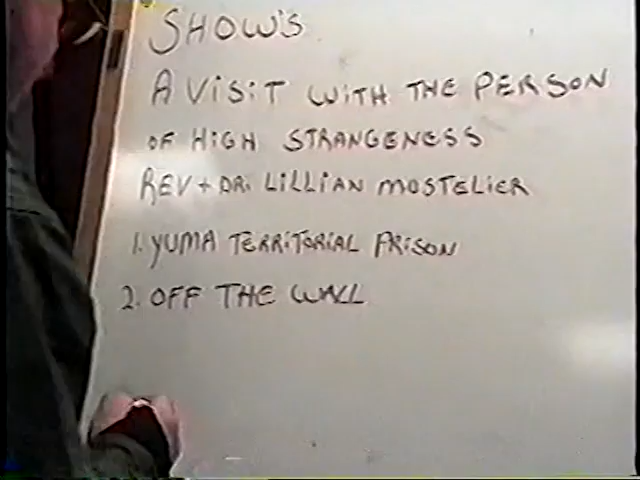 SHOW'S
A VISIT WITH THE PERSON
OF HIGH STRANGENESS
REV + DR. LILLIAN MOSTELIER
1. YUMA TERRITORIAL PRISON
2. OFF THE WALL